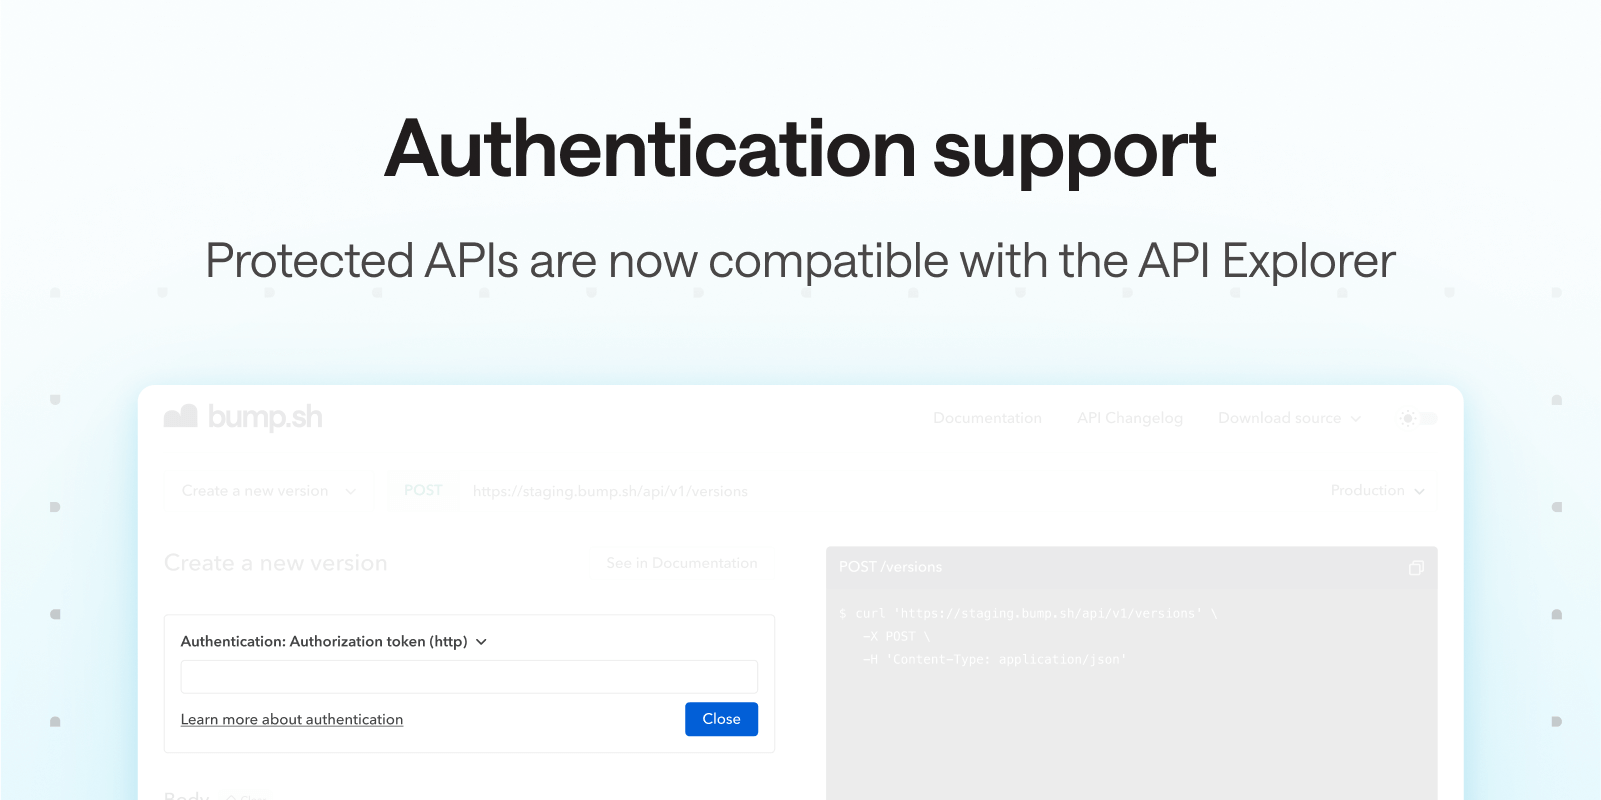 Authentication support
Protected APIs are now compatible with the API Explorer
bump.sh
Documentation
API Changelog
Download source
Create a new version
POST
https://staging.bump.sh/api/v1/versions
Production
Create a new version
See in Documentation
POST /versions
$ curl 'https://staging.bump.sh/api/v1/versions' \
-X POST \
-H 'Content-Type: application/json'
Authentication: Authorization token (http)
Learn more about authentication
Close
Body